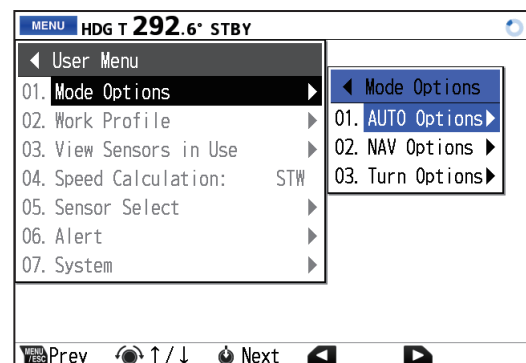 MENU HDG T 292.6° STBY
◀ User Menu
01. Mode Options ▶
02. Work Profile ▶
03. View Sensors in Use ▶
04. Speed Calculation: STW
05. Sensor Select ▶
06. Alert ▶
07. System ▶
◀ Mode Options
01. AUTO Options▶
02. NAV Options ▶
03. Turn Options▶
MENU/ESC Prev ↑/↓ Next ◀ ▶